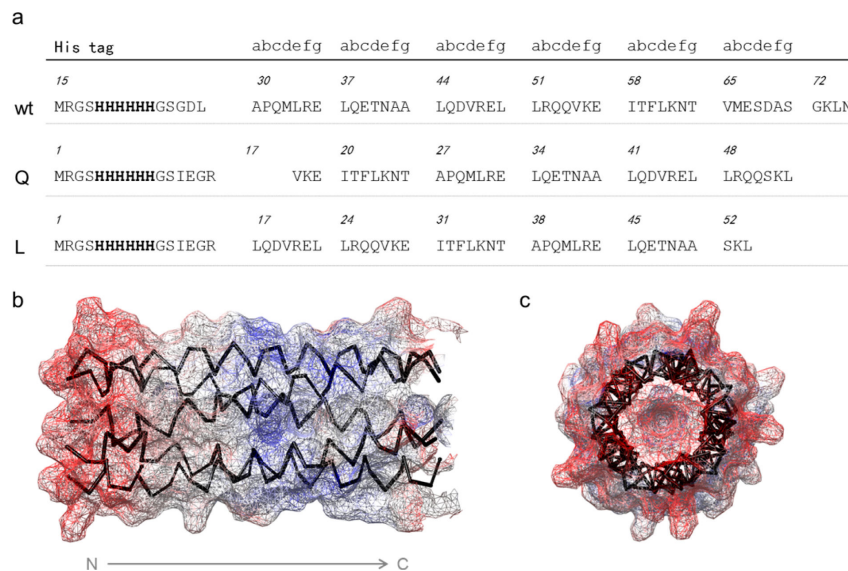 a
His tag abcdefg abcdefg abcdefg abcdefg abcdefg abcdefg
15 30 37 44 51 58 65 72
wt MRGSHHHHHHGSGDL APQMLRE LQETNAA LQDVREL LRQQVKE ITFLKNT VMESDAS GKLN
1 17 20 27 34 41 48
Q MRGSHHHHHHGSIEGR VKE ITFLKNT APQMLRE LQETNAA LQDVREL LRQQSKL
1 17 24 31 38 45 52
L MRGSHHHHHHGSIEGR LQDVREL LRQQVKE ITFLKNT APQMLRE LQETNAA SKL
b c
N C